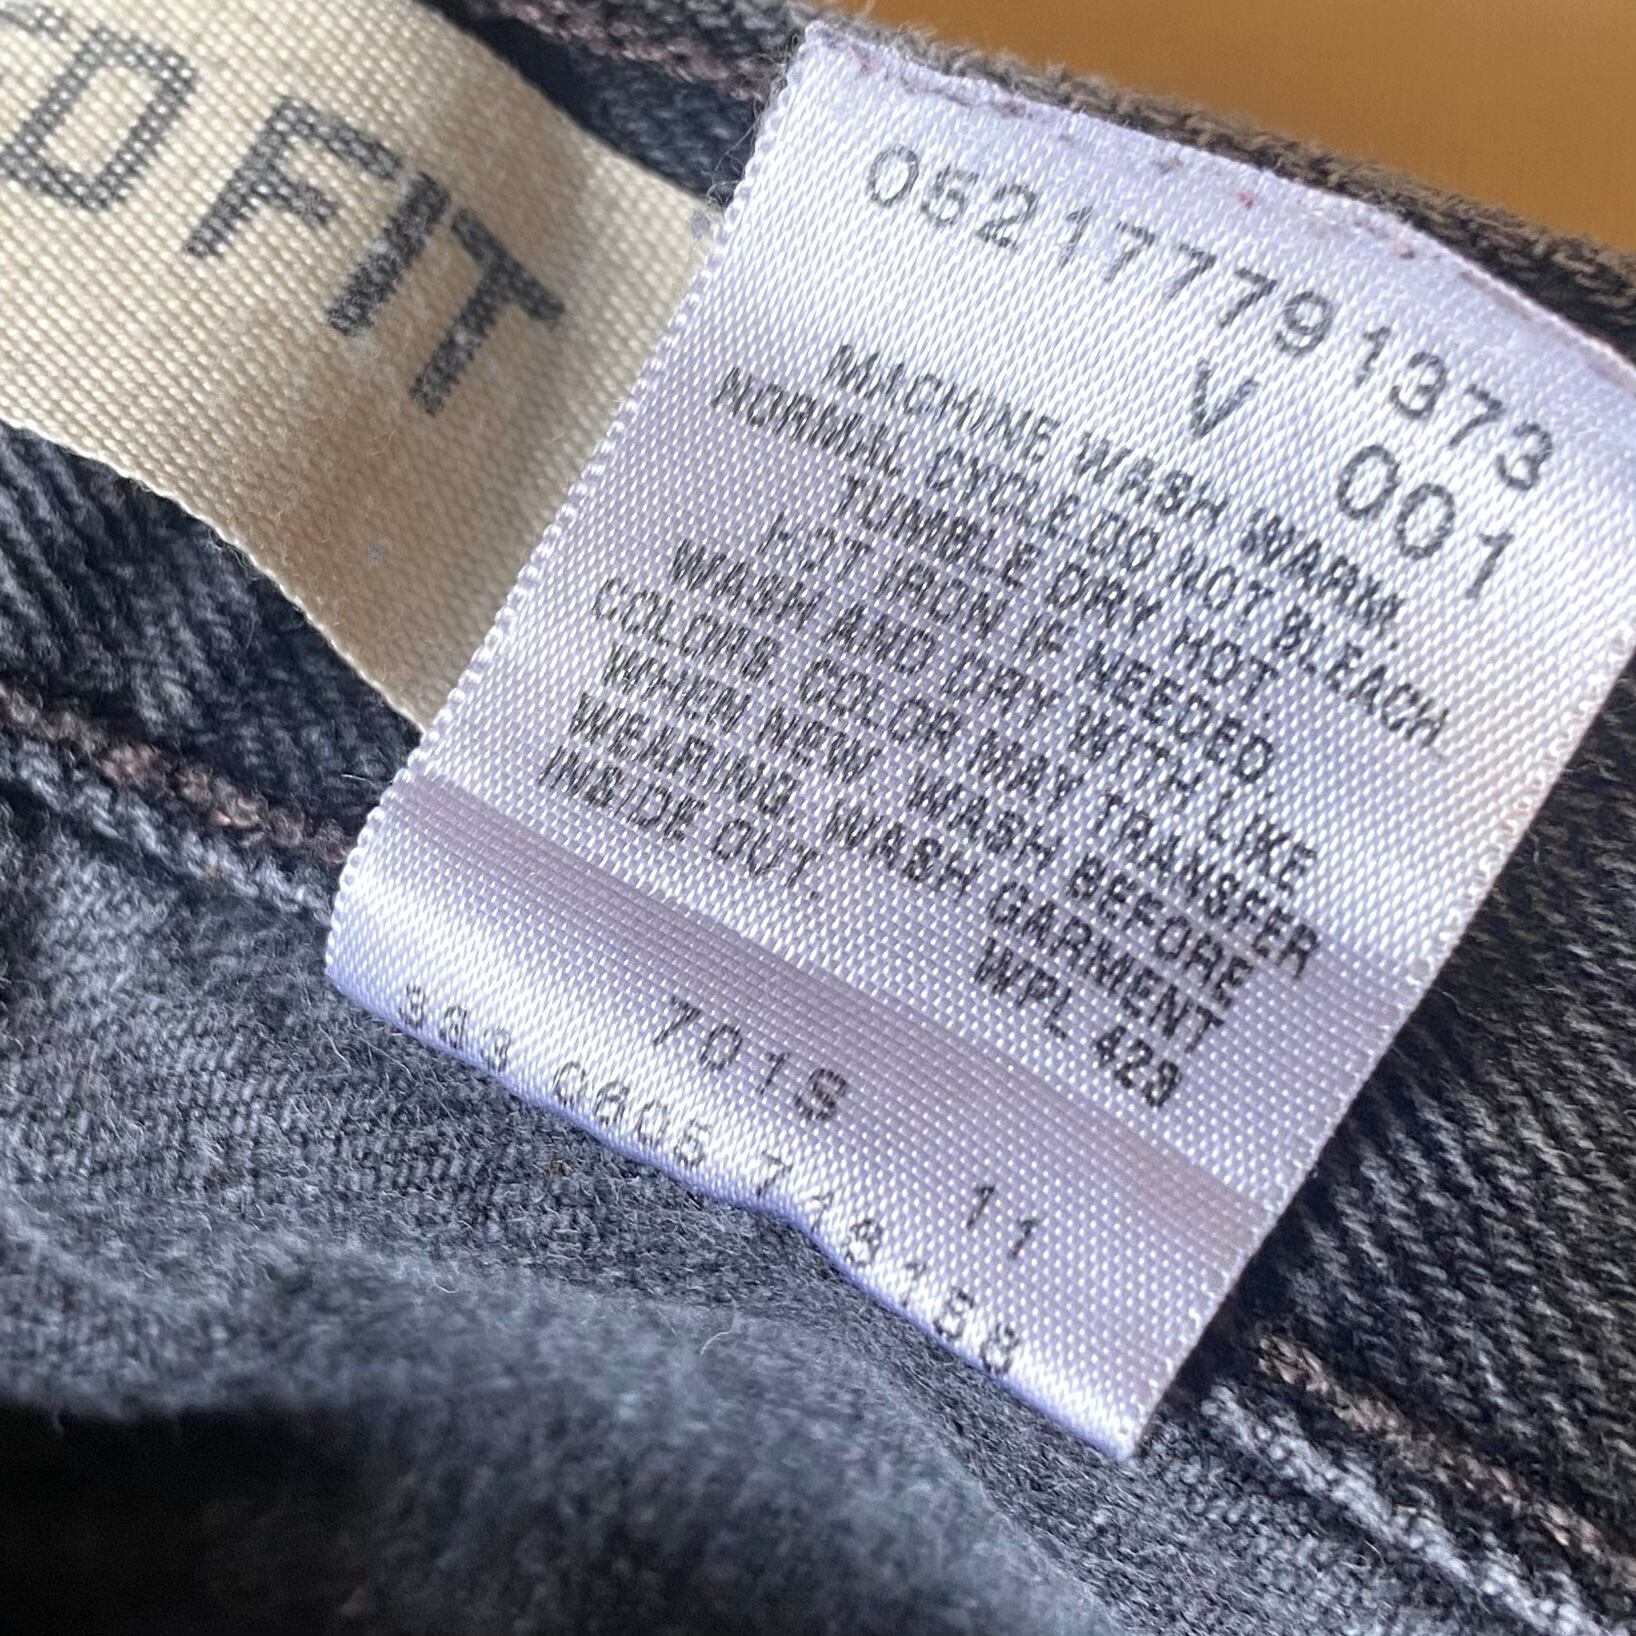 D FIT
05217791373
V 001
MACHINE WASH WARM,
NORMAL CYCLE DO NOT BLEACH
TUMBLE DRY HOT.
HOT IRON IF NEEDED.
WASH AND DRY WITH LIKE
COLORS. COLOR MAY TRANSFER
WHEN NEW. WASH BEFORE
WEARING. WASH GARMENT
INSIDE OUT.
WPL 423
7019 11